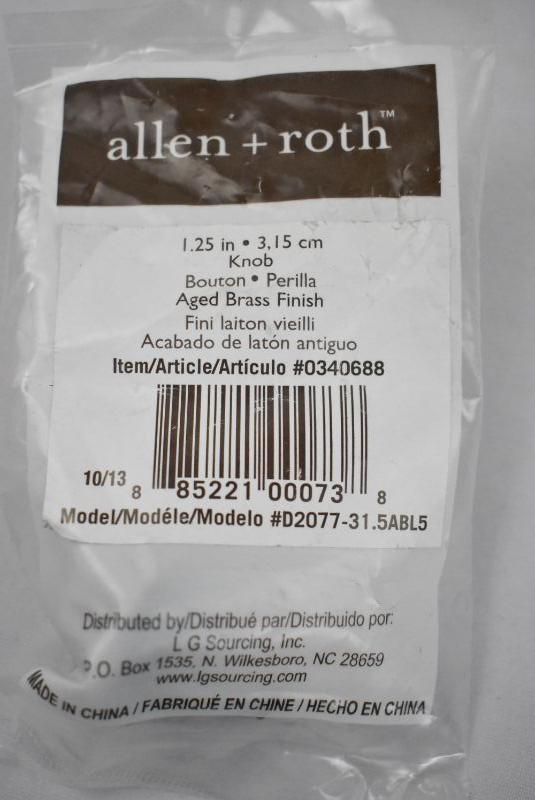 allen + roth™
1.25 in • 3,15 cm
Knob
Bouton • Perilla
Aged Brass Finish
Fini laiton vieilli
Acabado de latón antiguo
Item/Article/Artículo #0340688
10/13
8 85221 00073 8
Model/Modéle/Modelo #D2077-31.5ABL5
Distributed by/Distribué par/Distribuido por:
L G Sourcing, Inc.
P.O. Box 1535, N. Wilkesboro, NC 28659
www.lgsourcing.com
MADE IN CHINA / FABRIQUÉ EN CHINE / HECHO EN CHINA